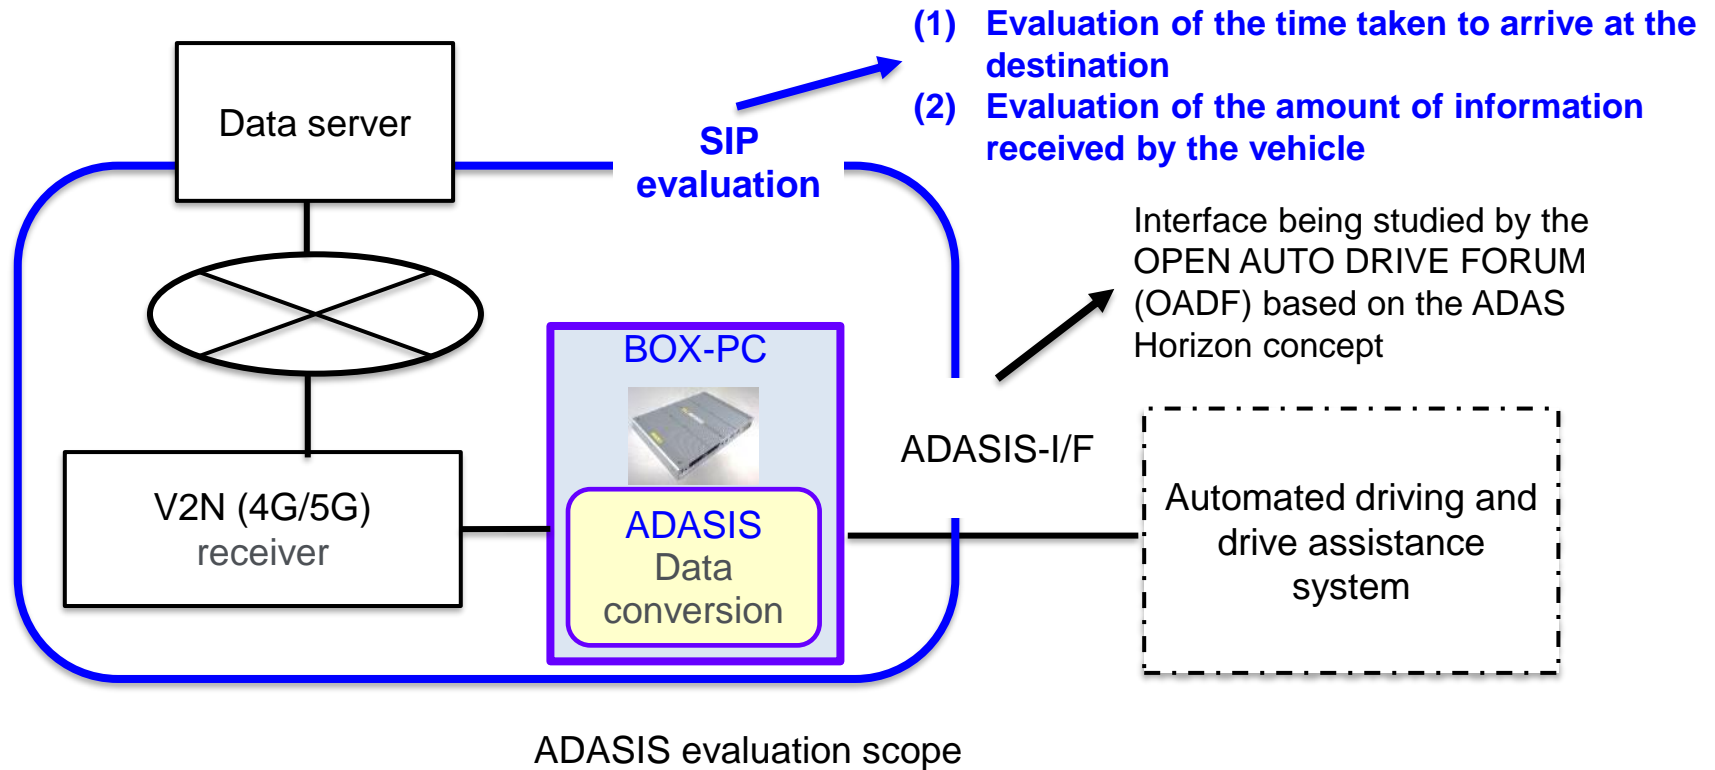 (1) Evaluation of the time taken to arrive at the
destination
(2) Evaluation of the amount of information
received by the vehicle
Data server
SIP
evaluation
Interface being studied by the
OPEN AUTO DRIVE FORUM
(OADF) based on the ADAS
Horizon concept
BOX-PC
ADASIS-I/F
V2N (4G/5G)
receiver
ADASIS
Data
conversion
Automated driving and
drive assistance
system
ADASIS evaluation scope